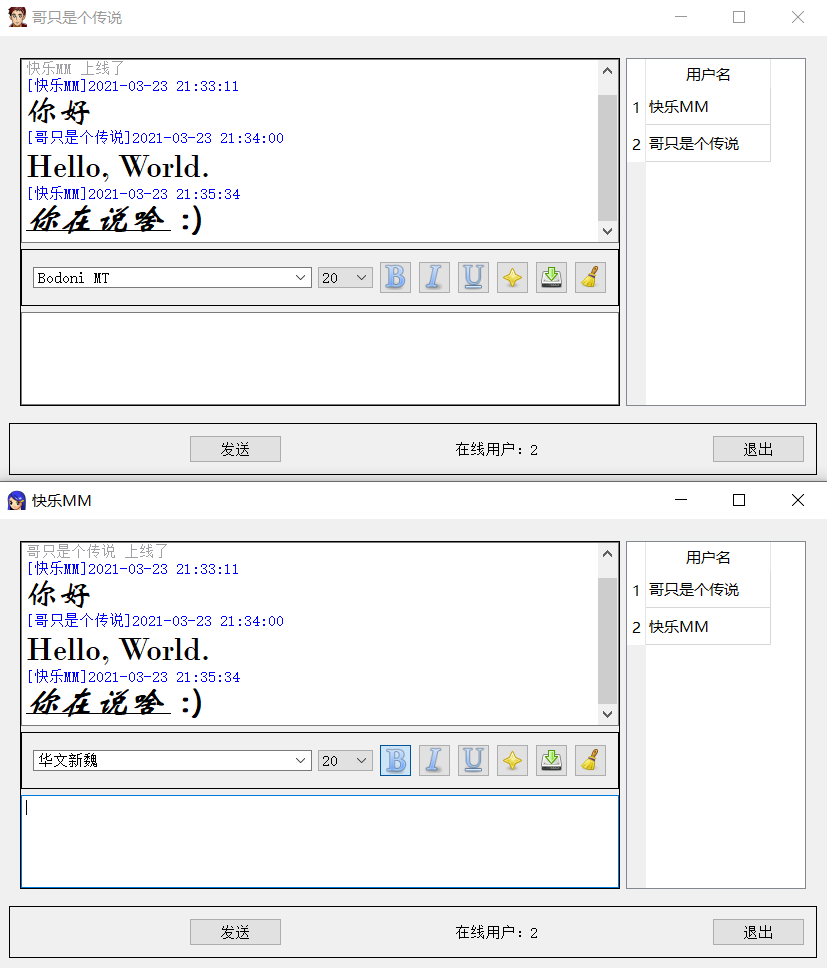 哥只是个传说
快乐MM 上线了
[快乐MM]2021-03-23 21:33:11
你好
[哥只是个传说]2021-03-23 21:34:00
Hello, World.
[快乐MM]2021-03-23 21:35:34
你在说啥 :)
用户名
1 快乐MM
2 哥只是个传说
Bodoni MT 20 B I U
发送 在线用户：2 退出
快乐MM
哥只是个传说 上线了
[快乐MM]2021-03-23 21:33:11
你好
[哥只是个传说]2021-03-23 21:34:00
Hello, World.
[快乐MM]2021-03-23 21:35:34
你在说啥 :)
用户名
1 哥只是个传说
2 快乐MM
华文新魏 20 B I U
发送 在线用户：2 退出